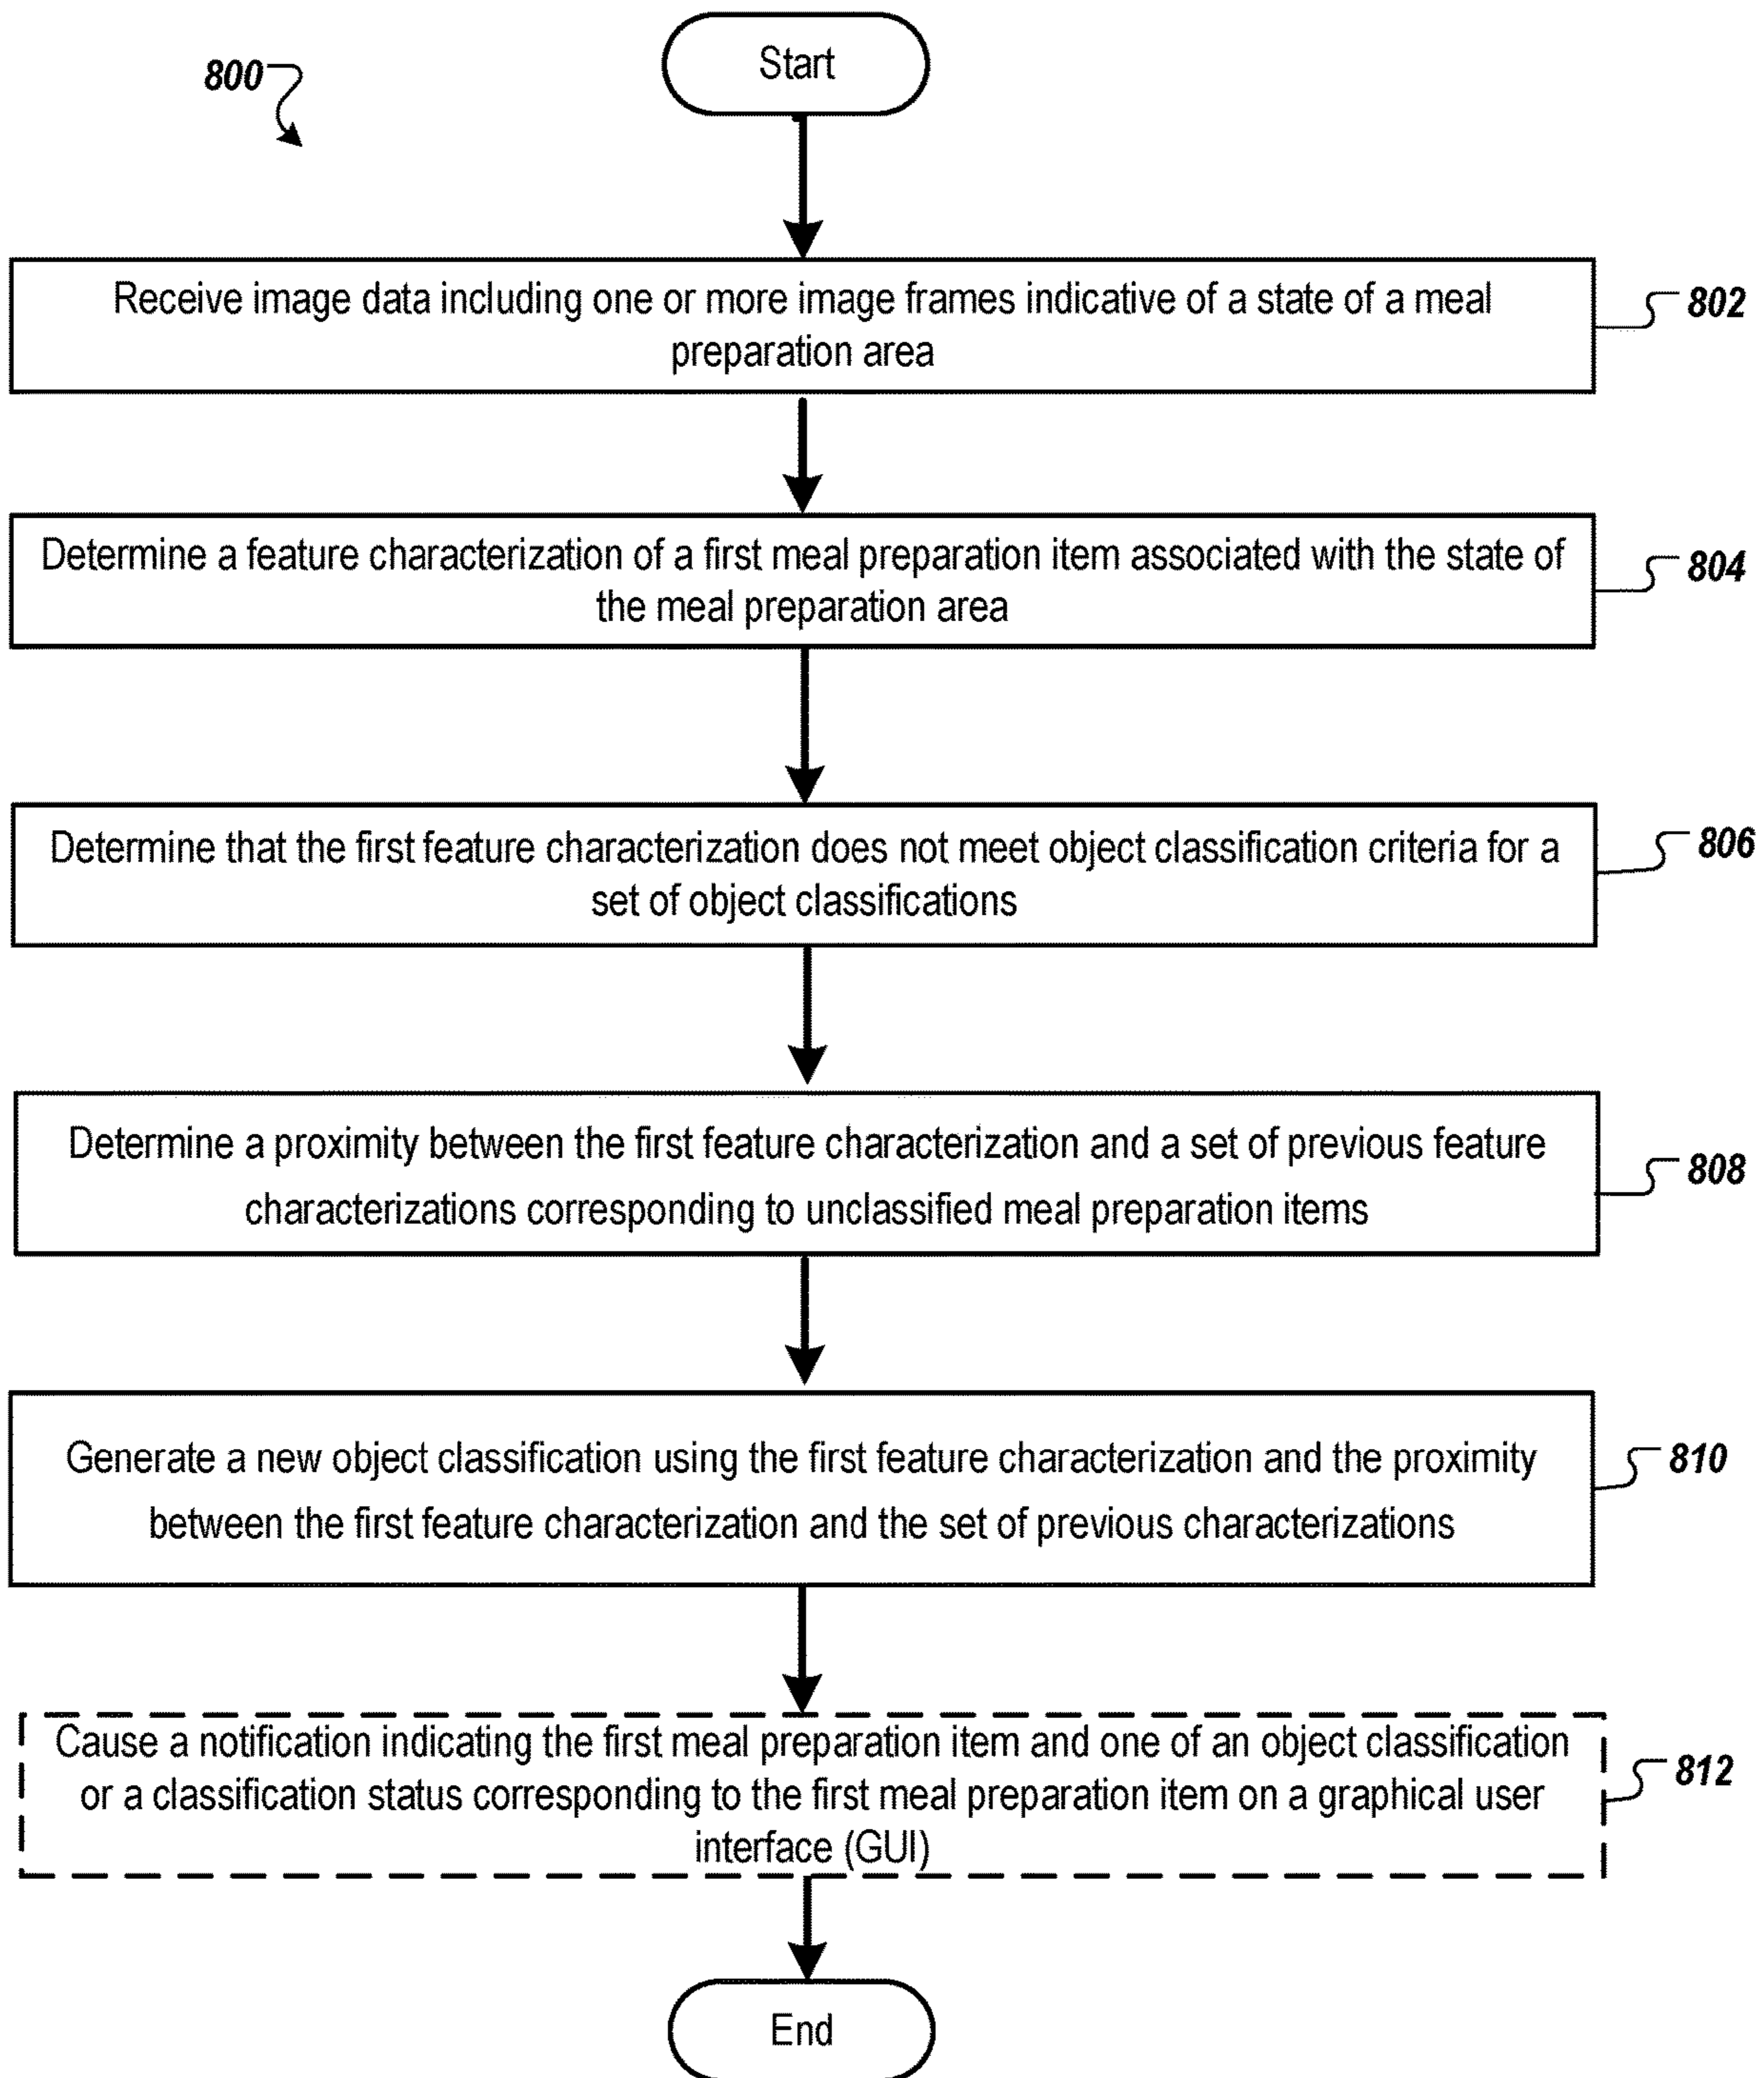 Start
800
Receive image data including one or more image frames indicative of a state of a meal
preparation area
802
Determine a feature characterization of a first meal preparation item associated with the state of
the meal preparation area
804
Determine that the first feature characterization does not meet object classification criteria for a
set of object classifications
806
Determine a proximity between the first feature characterization and a set of previous feature
characterizations corresponding to unclassified meal preparation items
808
Generate a new object classification using the first feature characterization and the proximity
between the first feature characterization and the set of previous characterizations
810
Cause a notification indicating the first meal preparation item and one of an object classification
or a classification status corresponding to the first meal preparation item on a graphical user
interface (GUI)
812
End